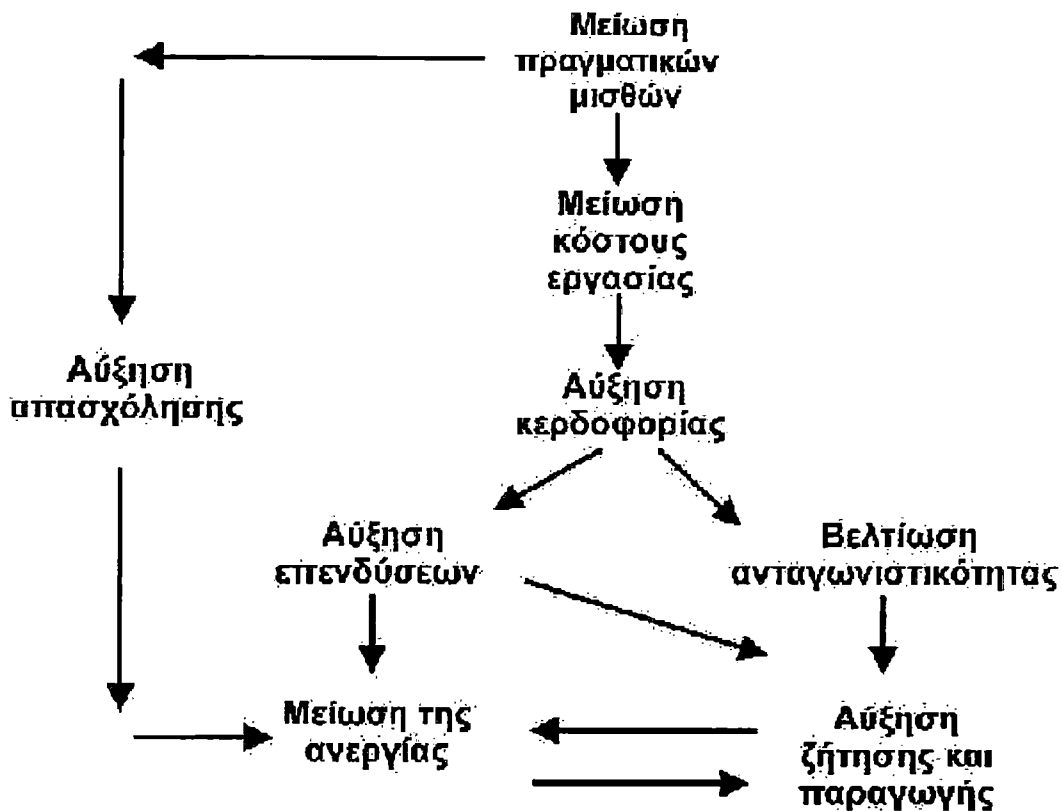 Μείωση
πραγματικών
μισθών
Μείωση
κόστους
εργασίας
Αύξηση
απασχόλησης
Αύξηση
κερδοφορίας
Αύξηση
επενδύσεων
Βελτίωση
ανταγωνιστικότητας
Μείωση της
ανεργίας
Αύξηση
ζήτησης και
παραγωγής